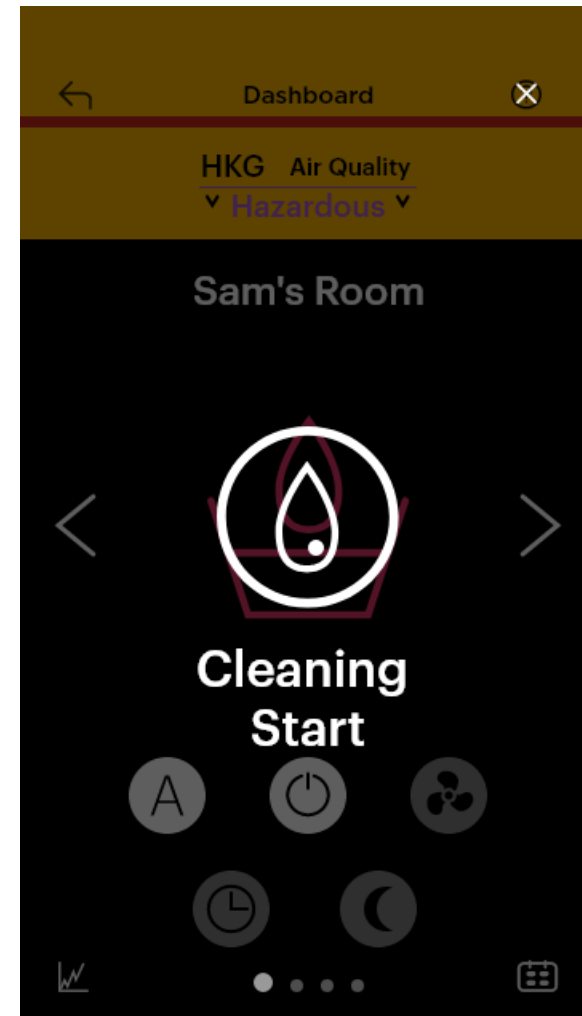 Dashboard
HKG Air Quality
Hazardous
Sam's Room
Cleaning
Start
A